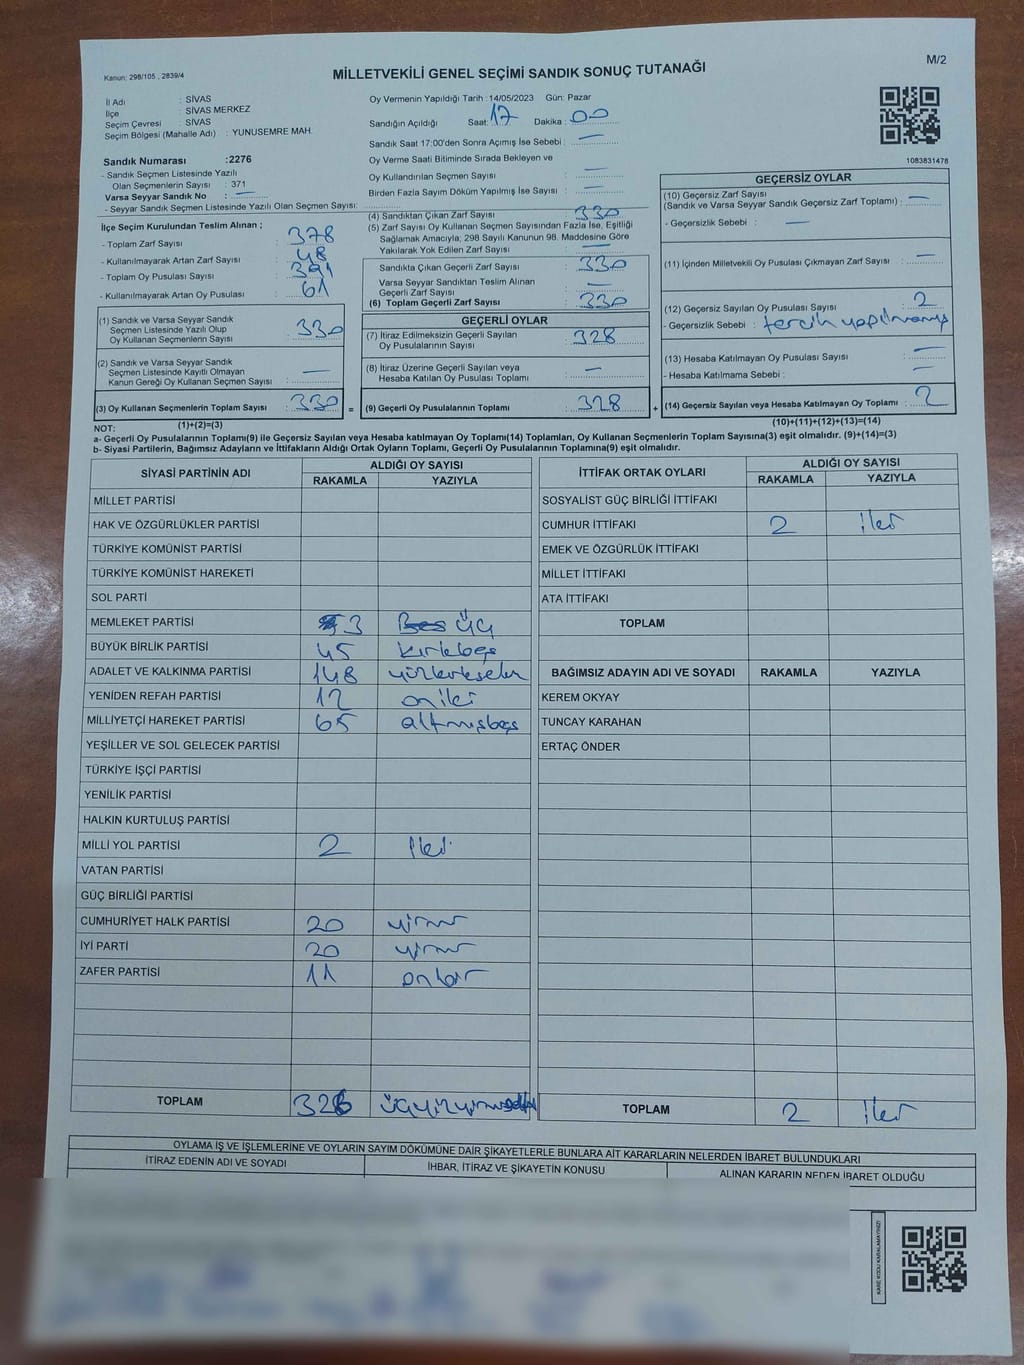 Kanun: 298/105 , 2839/4
M/2
MİLLETVEKİLİ GENEL SEÇİMİ SANDIK SONUÇ TUTANAĞI
İl Adı : SİVAS
İlçe : SİVAS MERKEZ
Seçim Çevresi : SİVAS
Seçim Bölgesi (Mahalle Adı) : YUNUSEMRE MAH.
Sandık Numarası :2276
- Sandık Seçmen Listesinde Yazılı
Olan Seçmenlerin Sayısı : 371
Varsa Seyyar Sandık No : —
- Seyyar Sandık Seçmen Listesinde Yazılı Olan Seçmen Sayısı:
Oy Vermenin Yapıldığı Tarih :14/05/2023 Gün: Pazar
Sandığın Açıldığı Saat: 17 Dakika : 00
Sandık Saat 17:00'den Sonra Açımış İse Sebebi : —
Oy Verme Saati Bitiminde Sırada Bekleyen ve
Oy Kullandırılan Seçmen Sayısı : —
Birden Fazla Sayım Döküm Yapılmış İse Sayısı : —
1083831478
İlçe Seçim Kurulundan Teslim Alınan ;
- Toplam Zarf Sayısı : 378
- Kullanılmayarak Artan Zarf Sayısı : 48
- Toplam Oy Pusulası Sayısı : 391
- Kullanılmayarak Artan Oy Pusulası : 61
(1) Sandık ve Varsa Seyyar Sandık
Seçmen Listesinde Yazılı Olup
Oy Kullanan Seçmenlerin Sayısı : 330
(2) Sandık ve Varsa Seyyar Sandık
Seçmen Listesinde Kayıtlı Olmayan
Kanun Gereği Oy Kullanan Seçmen Sayısı : —
(3) Oy Kullanan Seçmenlerin Toplam Sayısı : 330
(1)+(2)=(3)
(4) Sandıktan Çıkan Zarf Sayısı : 330
(5) Zarf Sayısı Oy Kullanan Seçmen Sayısından Fazla İse, Eşitliği
Sağlamak Amacıyla; 298 Sayılı Kanunun 98. Maddesine Göre
Yakılarak Yok Edilen Zarf Sayısı : —
Sandıkta Çıkan Geçerli Zarf Sayısı : 330
Varsa Seyyar Sandıktan Teslim Alınan
Geçerli Zarf Sayısı : —
(6) Toplam Geçerli Zarf Sayısı : 330
GEÇERLİ OYLAR
(7) İtiraz Edilmeksizin Geçerli Sayılan
Oy Pusulalarının Sayısı : 328
(8) İtiraz Üzerine Geçerli Sayılan veya
Hesaba Katılan Oy Pusulası Toplamı : —
= (9) Geçerli Oy Pusulalarının Toplamı : 328
GEÇERSİZ OYLAR
(10) Geçersiz Zarf Sayısı
(Sandık ve Varsa Seyyar Sandık Geçersiz Zarf Toplamı) : —
- Geçersizlik Sebebi : —
(11) İçinden Milletvekili Oy Pusulası Çıkmayan Zarf Sayısı : —
(12) Geçersiz Sayılan Oy Pusulası Sayısı : 2
- Geçersizlik Sebebi : tercih yapılmamış
(13) Hesaba Katılmayan Oy Pusulası Sayısı : —
- Hesaba Katılmama Sebebi : —
+ (14) Geçersiz Sayılan veya Hesaba Katılmayan Oy Toplamı : 2
(10)+(11)+(12)+(13)=(14)
NOT:
a- Geçerli Oy Pusulalarının Toplamı(9) ile Geçersiz Sayılan veya Hesaba katılmayan Oy Toplamı(14) Toplamları, Oy Kullanan Seçmenlerin Toplam Sayısına(3) eşit olmalıdır. (9)+(14)=(3)
b- Siyasi Partilerin, Bağımsız Adayların ve İttifakların Aldığı Ortak Oyların Toplamı, Geçerli Oy Pusulalarının Toplamına(9) eşit olmalıdır.
SİYASİ PARTİNİN ADI ALDIĞI OY SAYISI
RAKAMLA YAZIYLA
MİLLET PARTİSİ
HAK VE ÖZGÜRLÜKLER PARTİSİ
TÜRKİYE KOMÜNİST PARTİSİ
TÜRKİYE KOMÜNİST HAREKETİ
SOL PARTİ
MEMLEKET PARTİSİ 3 Beş üç
BÜYÜK BİRLİK PARTİSİ 45 kırkbeş
ADALET VE KALKINMA PARTİSİ 148 yüzkırksekiz
YENİDEN REFAH PARTİSİ 12 oniki
MİLLİYETÇİ HAREKET PARTİSİ 65 altmışbeş
YEŞİLLER VE SOL GELECEK PARTİSİ
TÜRKİYE İŞÇİ PARTİSİ
YENİLİK PARTİSİ
HALKIN KURTULUŞ PARTİSİ
MİLLİ YOL PARTİSİ 2 iki
VATAN PARTİSİ
GÜÇ BİRLİĞİ PARTİSİ
CUMHURİYET HALK PARTİSİ 20 yirmi
İYİ PARTİ 20 yirmi
ZAFER PARTİSİ 11 onbir
TOPLAM 326
İTTİFAK ORTAK OYLARI ALDIĞI OY SAYISI
RAKAMLA YAZIYLA
SOSYALİST GÜÇ BİRLİĞİ İTTİFAKI
CUMHUR İTTİFAKI 2 iki
EMEK VE ÖZGÜRLÜK İTTİFAKI
MİLLET İTTİFAKI
ATA İTTİFAKI
TOPLAM
BAĞIMSIZ ADAYIN ADI VE SOYADI RAKAMLA YAZIYLA
KEREM OKYAY
TUNCAY KARAHAN
ERTAÇ ÖNDER
TOPLAM 2 iki
OYLAMA İŞ VE İŞLEMLERİNE VE OYLARIN SAYIM DÖKÜMÜNE DAİR ŞİKAYETLERLE BUNLARA AİT KARARLARIN NELERDEN İBARET BULUNDUKLARI
İTİRAZ EDENİN ADI VE SOYADI İHBAR, İTİRAZ VE ŞİKAYETİN KONUSU ALINAN KARARIN NEDEN İBARET OLDUĞU
KARE KODU KARALAMAYINIZ!